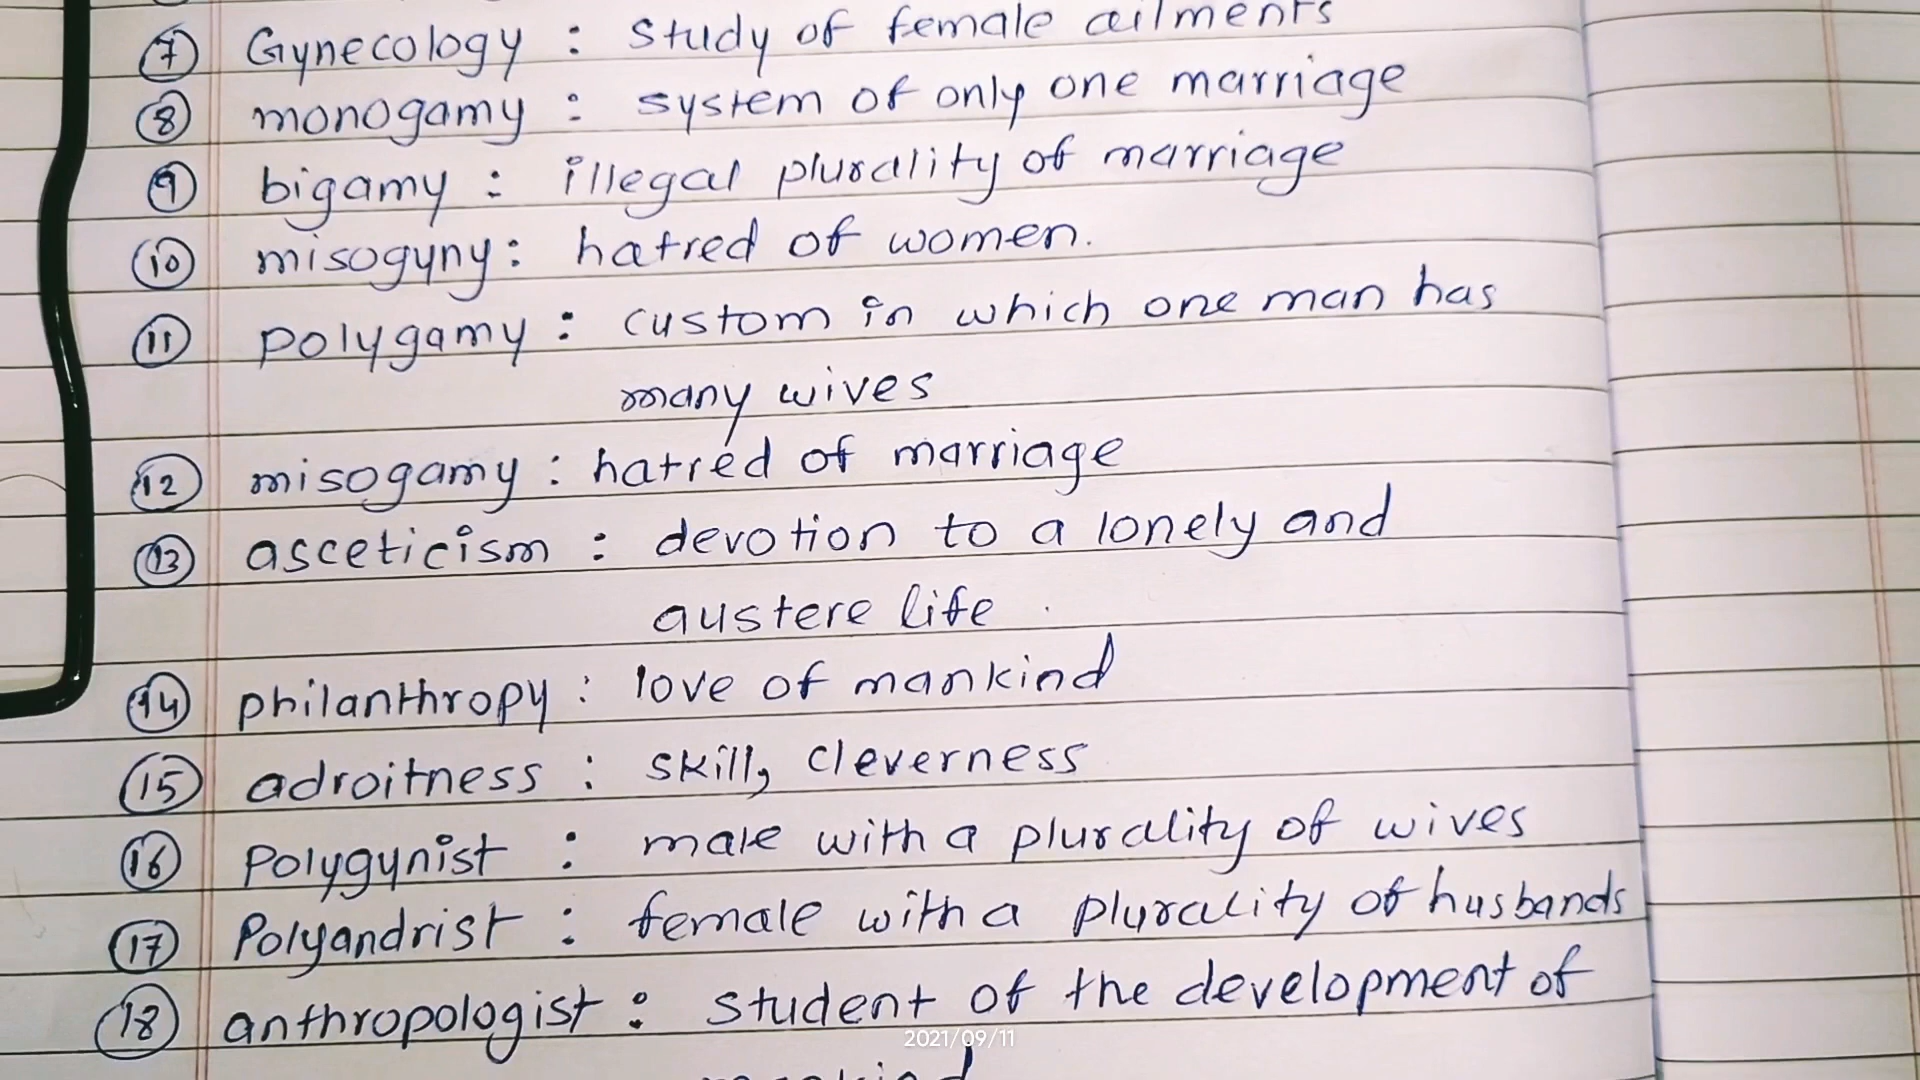 7 Gynecology : study of female ailments
8 monogamy : system of only one marriage
9 bigamy : illegal plurality of marriage
10 misogyny : hatred of women.
11 polygamy : custom in which one man has
many wives
12 misogamy : hatred of marriage
13 asceticism : devotion to a lonely and
austere life
14 philanthropy : love of mankind
15 adroitness : skill, cleverness
16 Polygynist : male with a plurality of wives
17 Polyandrist : female with a plurality of husbands
18 anthropologist : student of the development of
2021/09/11
mankind